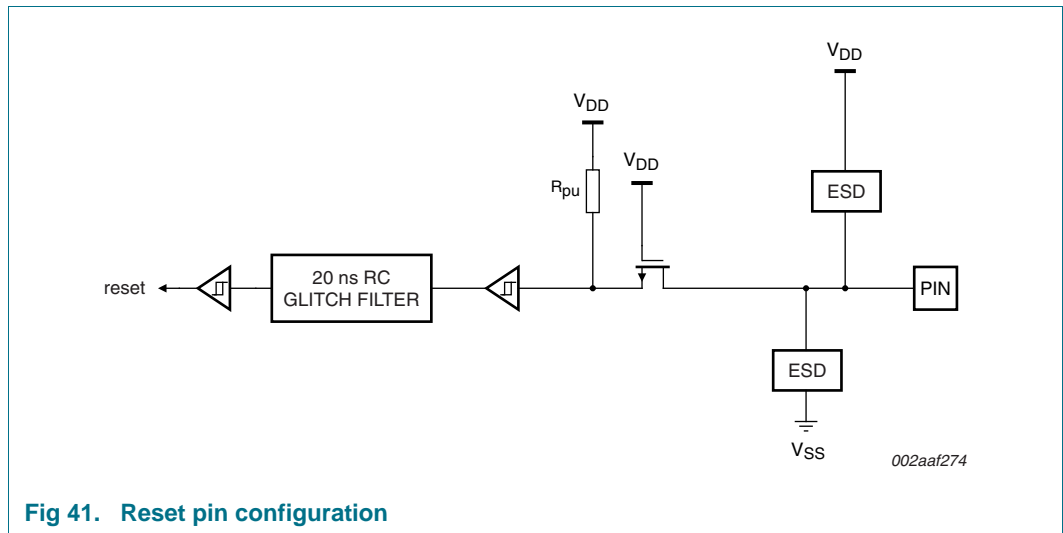 VDD
VDD
VDD
Rpu
ESD
reset
20 ns RC
GLITCH FILTER
PIN
ESD
VSS
002aaf274
Fig 41. Reset pin configuration